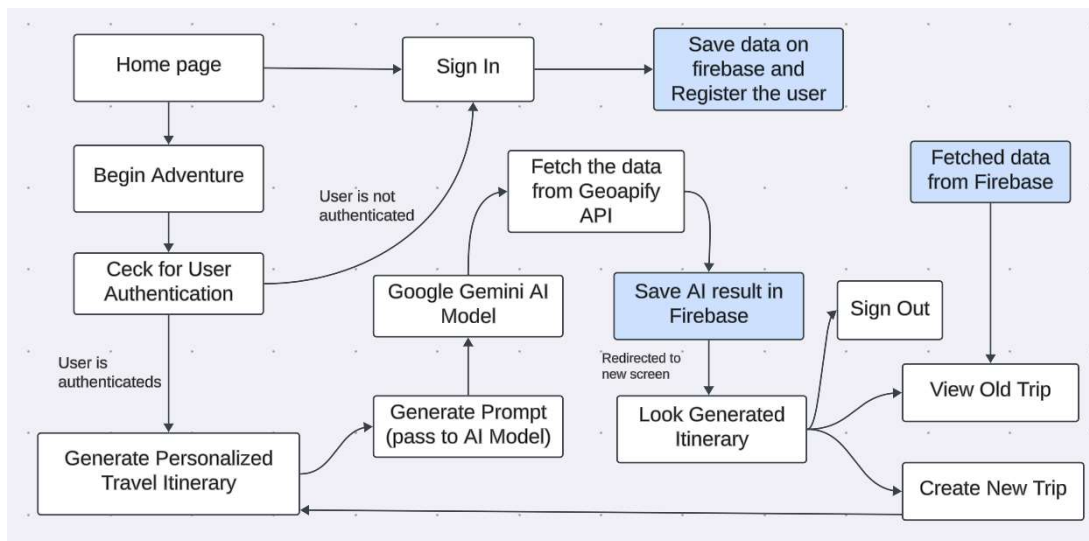 Home page
Sign In
Save data on
firebase and
Register the user
Begin Adventure
User is not
authenticated
Fetch the data
from Geoapify
API
Fetched data
from Firebase
Ceck for User
Authentication
Google Gemini AI
Model
Save AI result in
Firebase
Sign Out
User is
authenticateds
Redirected to
new screen
Generate Prompt
(pass to AI Model)
Look Generated
Itinerary
View Old Trip
Generate Personalized
Travel Itinerary
Create New Trip